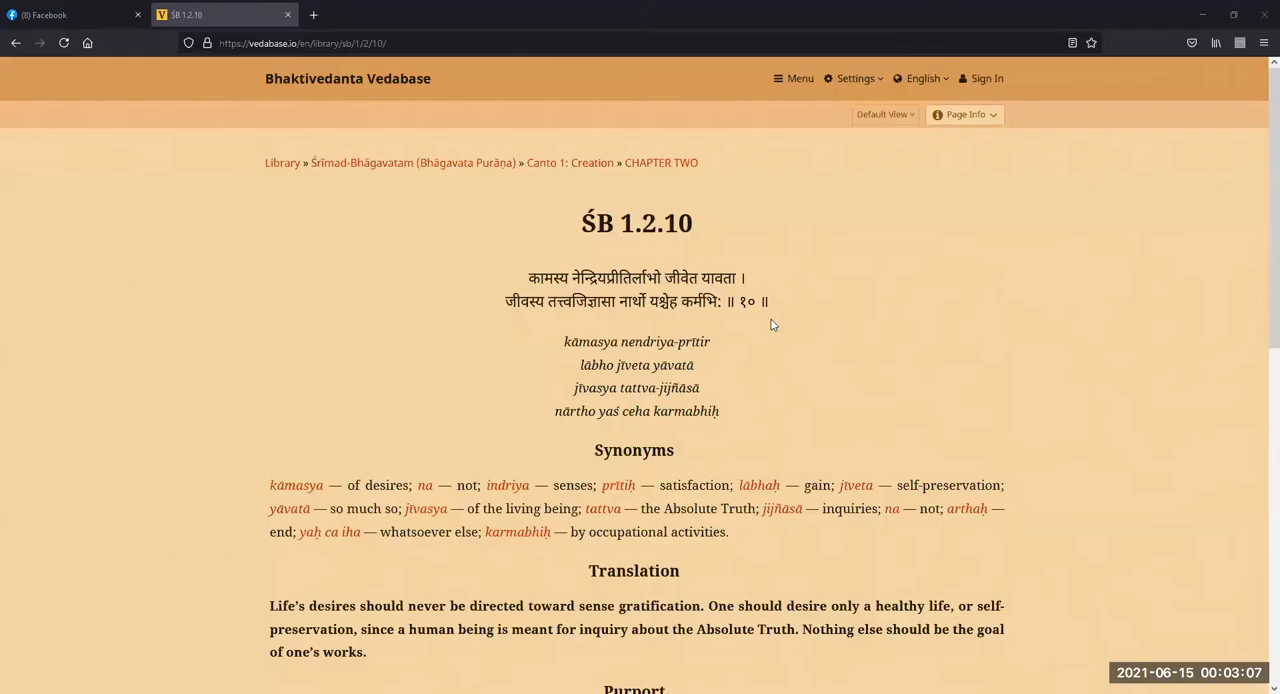 (8) Facebook
ŚB 1.2.10
https://vedabase.io/en/library/sb/1/2/10/
Bhaktivedanta Vedabase
Menu Settings English Sign In
Default View Page Info
Library » Śrīmad-Bhāgavatam (Bhāgavata Purāṇa) » Canto 1: Creation » CHAPTER TWO
ŚB 1.2.10
कामस्य नेन्द्रियप्रीतिर्लाभो जीवेत यावता ।
जीवस्य तत्त्वजिज्ञासा नार्थो यश्चेह कर्मभि: ॥ १० ॥
kāmasya nendriya-prītir
lābho jīveta yāvatā
jīvasya tattva-jijñāsā
nārtho yaś ceha karmabhiḥ
Synonyms
kāmasya — of desires; na — not; indriya — senses; prītiḥ — satisfaction; lābhaḥ — gain; jīveta — self-preservation;
yāvatā — so much so; jīvasya — of the living being; tattva — the Absolute Truth; jijñāsā — inquiries; na — not; arthaḥ —
end; yaḥ ca iha — whatsoever else; karmabhiḥ — by occupational activities.
Translation
Life’s desires should never be directed toward sense gratification. One should desire only a healthy life, or self-
preservation, since a human being is meant for inquiry about the Absolute Truth. Nothing else should be the goal
of one’s works.
Purport
2021-06-15 00:03:07